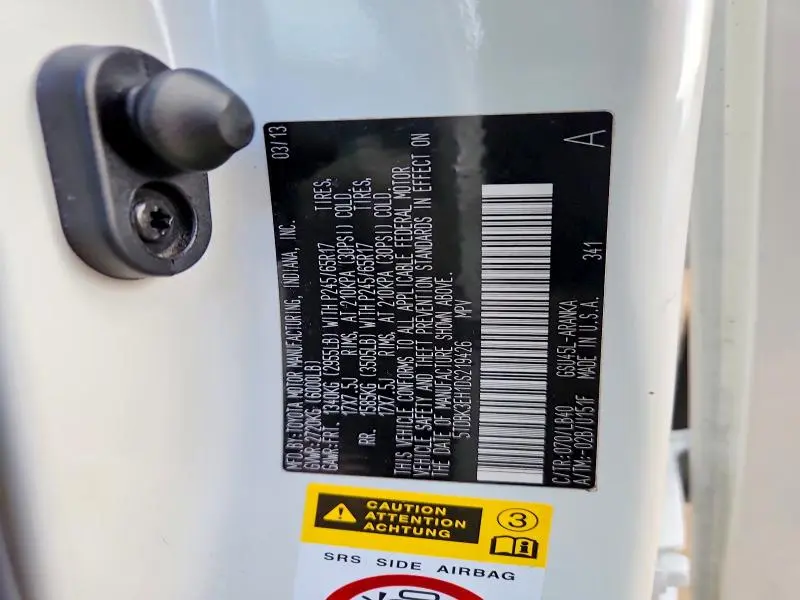 MFD.BY:TOYOTA MOTOR MANUFACTURING, INDIANA, INC. 03/13
GVWR:2720KG (6000LB)
GAWR:FRT. 1340KG (2955LB) WITH P245/65R17 TIRES,
17X7.5J RIMS, AT 210KPA (30PSI) COLD.
RR. 1585KG (3505LB) WITH P245/65R17 TIRES,
17X7.5J RIMS, AT 210KPA (30PSI) COLD.
THIS VEHICLE CONFORMS TO ALL APPLICABLE FEDERAL MOTOR
VEHICLE SAFETY AND THEFT PREVENTION STANDARDS IN EFFECT ON
THE DATE OF MANUFACTURE SHOWN ABOVE.
5TDBK3EH1DS219426 MPV
C/TR:070/LB40 GSU45L-ARANKA 341 A
A/TM:-02B/U151F MADE IN U.S.A.
CAUTION
ATTENTION
ACHTUNG
3
SRS SIDE AIRBAG